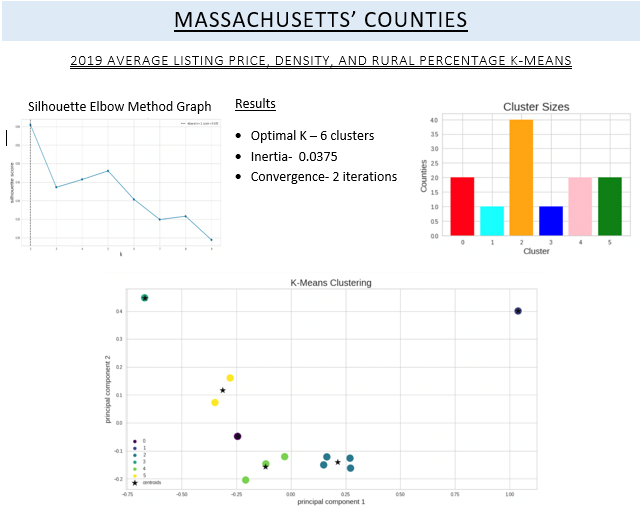 MASSACHUSETTS’ COUNTIES
2019 AVERAGE LISTING PRICE, DENSITY, AND RURAL PERCENTAGE K-MEANS
Silhouette Elbow Method Graph
silhouette score
k
Results
• Optimal K – 6 clusters
• Inertia- 0.0375
• Convergence- 2 iterations
Cluster Sizes
Counties
4.0
3.5
3.0
2.5
2.0
1.5
1.0
0.5
0.0
0 1 2 3 4 5
Cluster
K-Means Clustering
principal component 2
0.4
0.3
0.2
0.1
0.0
-0.1
-0.2
0
1
2
3
4
5
centroids
-0.75 -0.50 -0.25 0.00 0.25 0.50 0.75 1.00
principal component 1